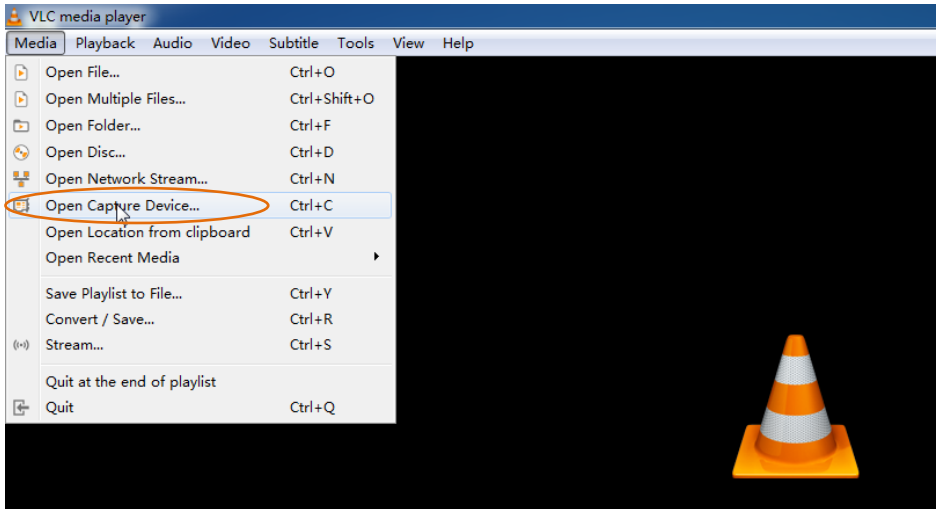 VLC media player
Media Playback Audio Video Subtitle Tools View Help
Open File... Ctrl+O
Open Multiple Files... Ctrl+Shift+O
Open Folder... Ctrl+F
Open Disc... Ctrl+D
Open Network Stream... Ctrl+N
Open Capture Device... Ctrl+C
Open Location from clipboard Ctrl+V
Open Recent Media
Save Playlist to File... Ctrl+Y
Convert / Save... Ctrl+R
Stream... Ctrl+S
Quit at the end of playlist
Quit Ctrl+Q